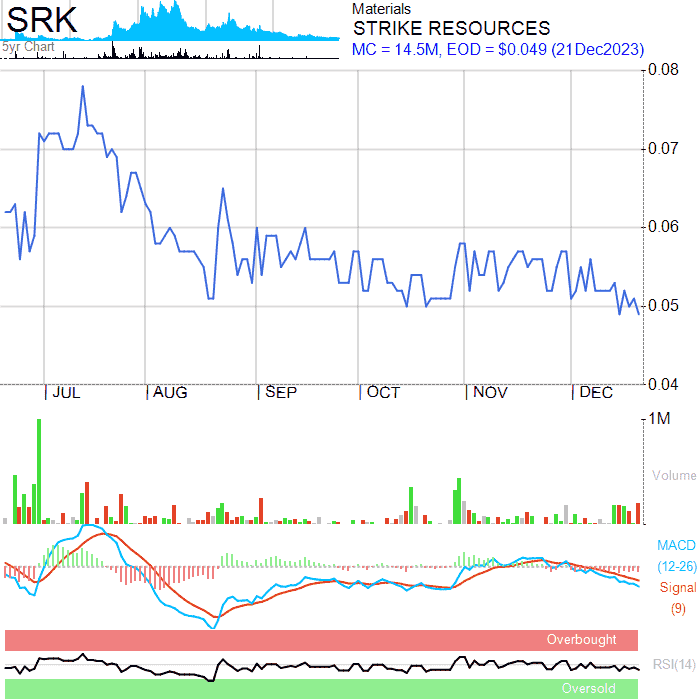 SRK
5yr Chart
Materials
STRIKE RESOURCES
MC = 14.5M, EOD = $0.049 (21Dec2023)
0.08
0.07
0.06
0.05
0.04
JUL AUG SEP OCT NOV DEC
1M
Volume
MACD
(12-26)
Signal
(9)
Overbought
RSI(14)
Oversold